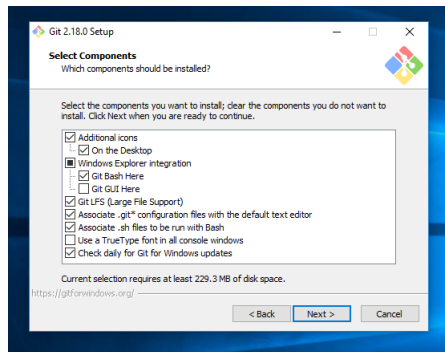 Git 2.18.0 Setup
Select Components
Which components should be installed?
Select the components you want to install; clear the components you do not want to
install. Click Next when you are ready to continue.
Additional icons
On the Desktop
Windows Explorer integration
Git Bash Here
Git GUI Here
Git LFS (Large File Support)
Associate .git* configuration files with the default text editor
Associate .sh files to be run with Bash
Use a TrueType font in all console windows
Check daily for Git for Windows updates
Current selection requires at least 229.3 MB of disk space.
https://gitforwindows.org/
< Back Next > Cancel